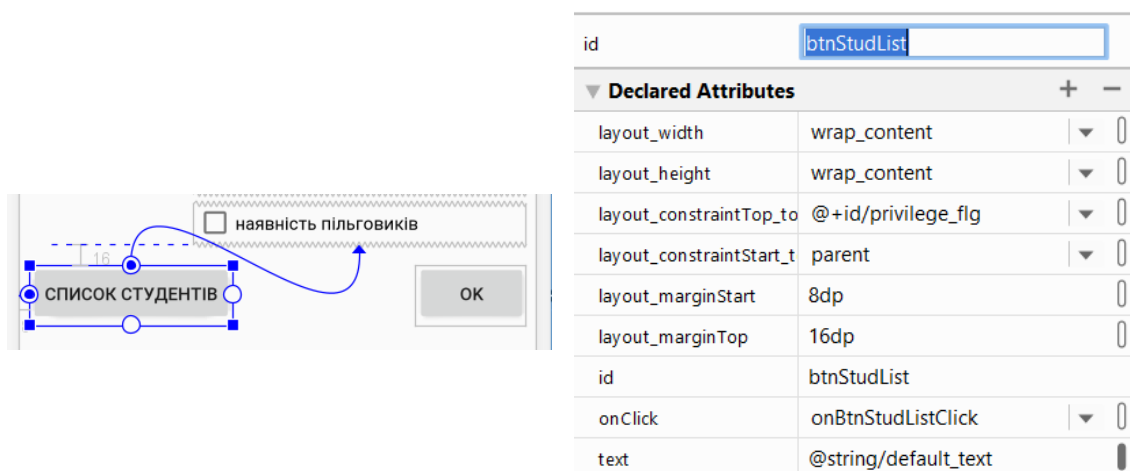 наявність пільговиків
16
СПИСОК СТУДЕНТІВ
ОК
id btnStudList
Declared Attributes
layout_width wrap_content
layout_height wrap_content
layout_constraintTop_to @+id/privilege_flg
layout_constraintStart_t parent
layout_marginStart 8dp
layout_marginTop 16dp
id btnStudList
onClick onBtnStudListClick
text @string/default_text